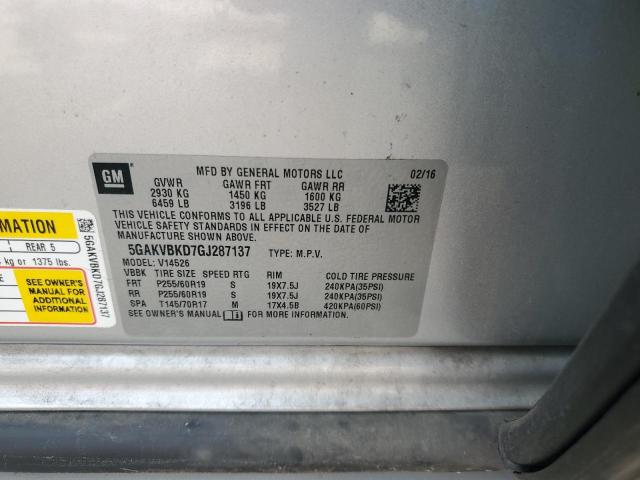 GM
MFD BY GENERAL MOTORS LLC 02/16
GVWR GAWR FRT GAWR RR
2930 KG 1450 KG 1600 KG
6459 LB 3196 LB 3527 LB
THIS VEHICLE CONFORMS TO ALL APPLICABLE U.S. FEDERAL MOTOR
VEHICLE SAFETY STANDARDS IN EFFECT ON THE DATE OF
MANUFACTURE SHOWN ABOVE.
5GAKVBKD7GJ287137 TYPE: M.P.V.
MODEL: V14526
VBBK TIRE SIZE SPEED RTG RIM COLD TIRE PRESSURE
FRT P255/60R19 S 19X7.5J 240KPA(35PSI)
RR P255/60R19 S 19X7.5J 240KPA(35PSI)
SPA T145/70R17 M 17X4.5B 420KPA(60PSI)
SEE OWNER'S MANUAL FOR MORE INFORMATION.
REAR 5
kg or 1375 lbs.
SEE OWNER'S
MANUAL FOR
ADDITIONAL
INFORMATION
5GAKVBKD7GJ287137